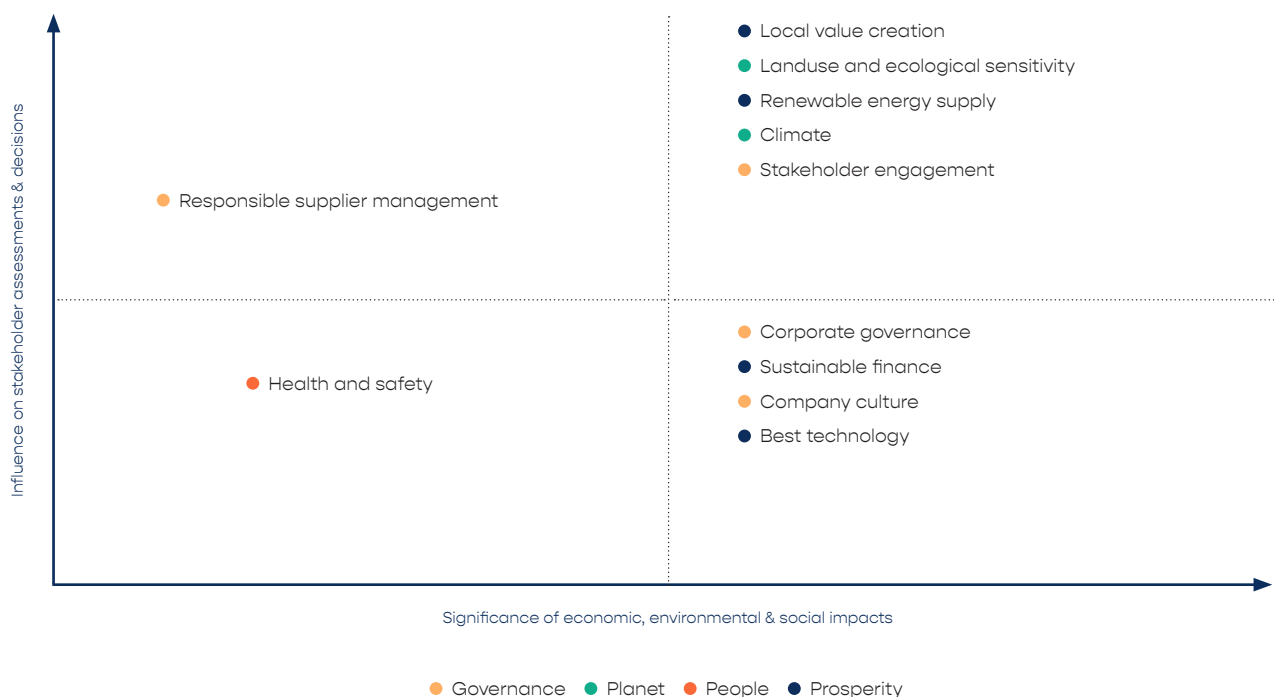 Influence on stakeholder assessments & decisions
Local value creation
Landuse and ecological sensitivity
Renewable energy supply
Climate
Stakeholder engagement
Responsible supplier management
Corporate governance
Sustainable finance
Company culture
Best technology
Health and safety
Significance of economic, environmental & social impacts
Governance Planet People Prosperity